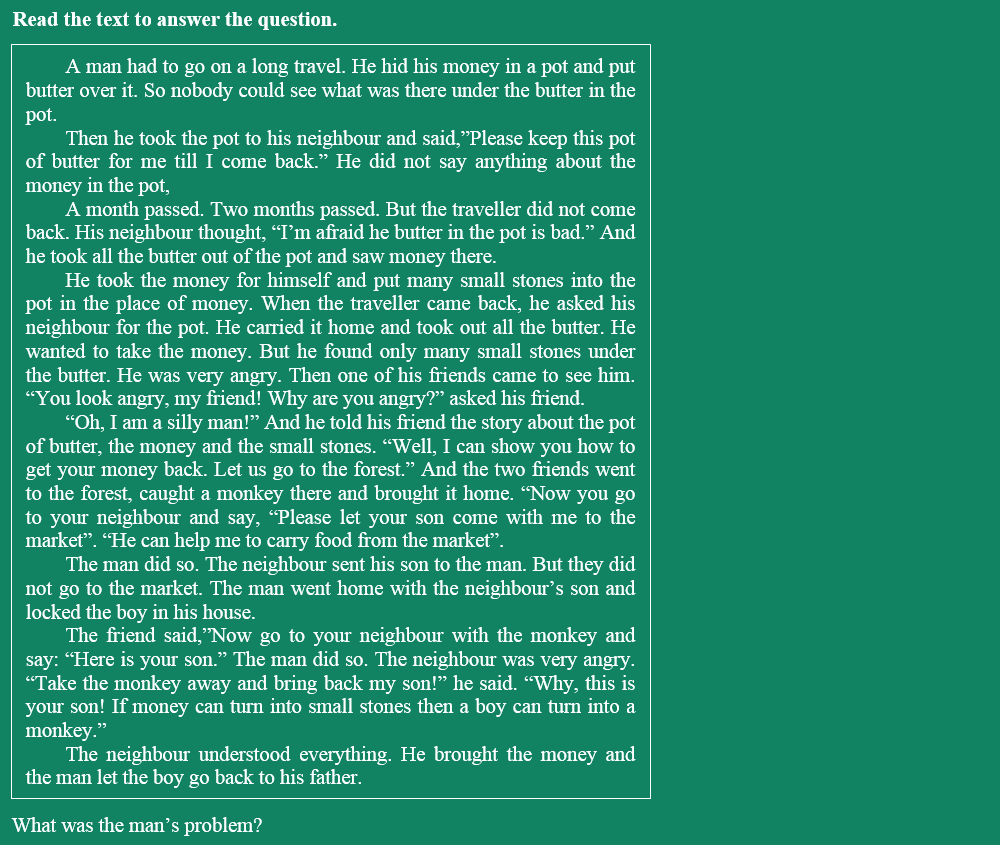 Read the text to answer the question.
A man had to go on a long travel. He hid his money in a pot and put
butter over it. So nobody could see what was there under the butter in the
pot.
Then he took the pot to his neighbour and said,”Please keep this pot
of butter for me till I come back.” He did not say anything about the
money in the pot,
A month passed. Two months passed. But the traveller did not come
back. His neighbour thought, “I’m afraid he butter in the pot is bad.” And
he took all the butter out of the pot and saw money there.
He took the money for himself and put many small stones into the
pot in the place of money. When the traveller came back, he asked his
neighbour for the pot. He carried it home and took out all the butter. He
wanted to take the money. But he found only many small stones under
the butter. He was very angry. Then one of his friends came to see him.
“You look angry, my friend! Why are you angry?” asked his friend.
“Oh, I am a silly man!” And he told his friend the story about the pot
of butter, the money and the small stones. “Well, I can show you how to
get your money back. Let us go to the forest.” And the two friends went
to the forest, caught a monkey there and brought it home. “Now you go
to your neighbour and say, “Please let your son come with me to the
market”. “He can help me to carry food from the market”.
The man did so. The neighbour sent his son to the man. But they did
not go to the market. The man went home with the neighbour’s son and
locked the boy in his house.
The friend said,”Now go to your neighbour with the monkey and
say: “Here is your son.” The man did so. The neighbour was very angry.
“Take the monkey away and bring back my son!” he said. “Why, this is
your son! If money can turn into small stones then a boy can turn into a
monkey.”
The neighbour understood everything. He brought the money and
the man let the boy go back to his father.
What was the man’s problem?